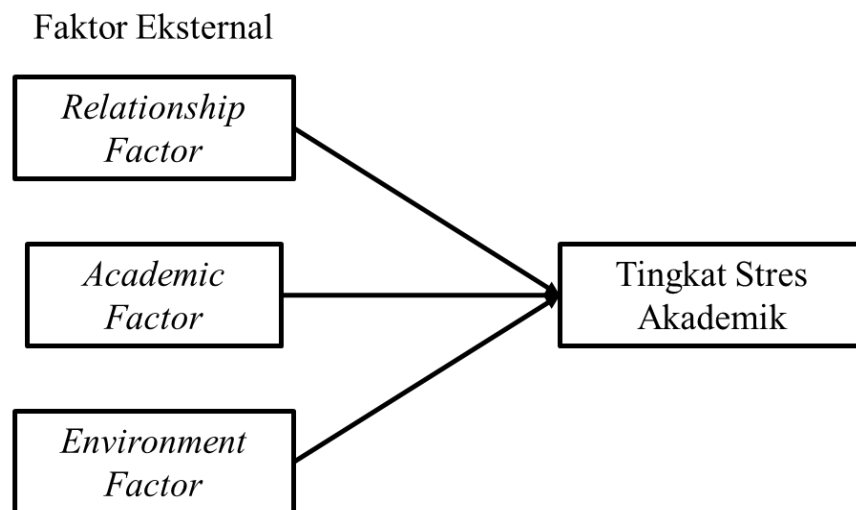 Faktor Eksternal
Relationship
Factor
Academic
Factor
Tingkat Stres
Akademik
Environment
Factor